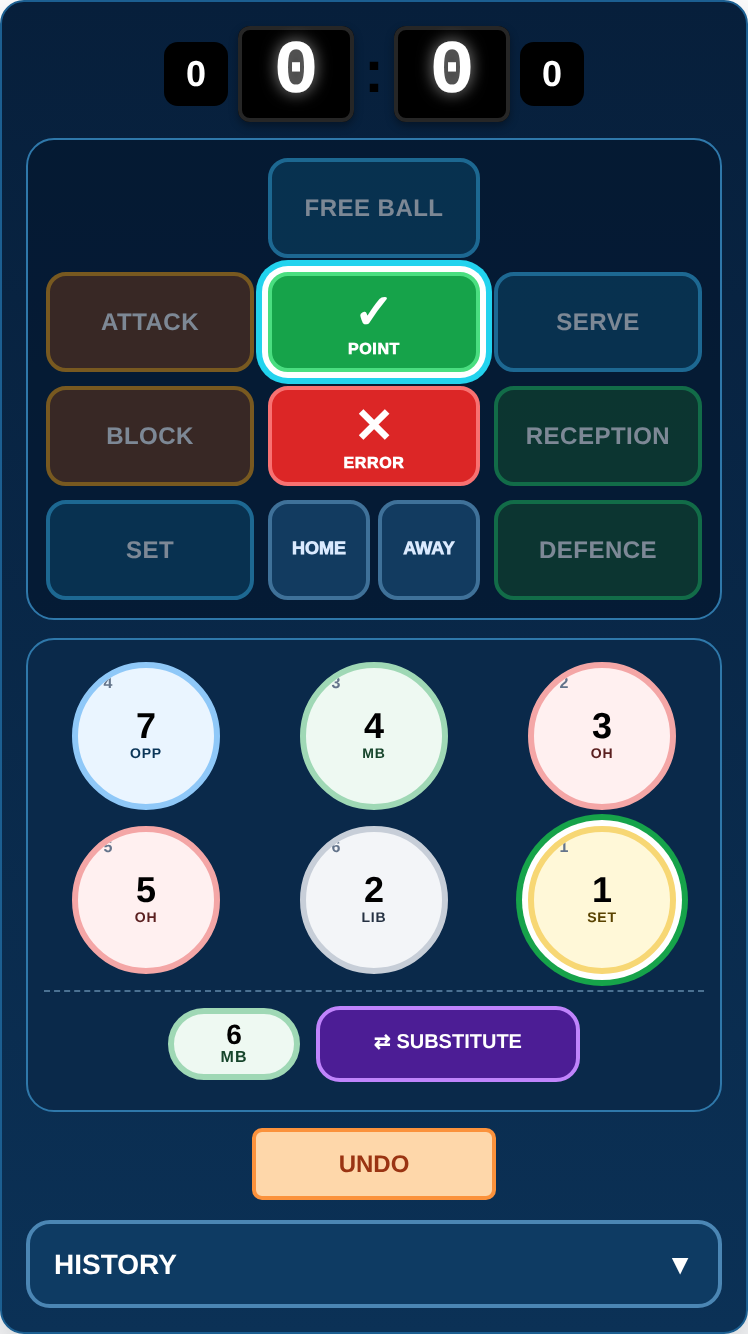 0 0 : 0 0
FREE BALL
ATTACK ✓ POINT SERVE
BLOCK ✕ ERROR RECEPTION
SET HOME AWAY DEFENCE
4 3 2
7 4 3
OPP MB OH
5 6 1
5 2 1
OH LIB SET
6 MB ⇄ SUBSTITUTE
UNDO
HISTORY ▼